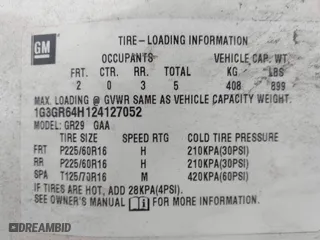 GM
TIRE-LOADING INFORMATION
OCCUPANTS VEHICLE CAP. WT.
FRT. CTR. RR. TOTAL KG LBS
2 0 3 5 408 899
MAX. LOADING @ GVWR SAME AS VEHICLE CAPACITY WEIGHT.
1G3GR64H124127052
MODEL: GR29 GAA
TIRE SIZE SPEED RTG COLD TIRE PRESSURE
FRT P225/60R16 H 210KPA(30PSI)
RR P225/60R16 H 210KPA(30PSI)
SPA T125/70R16 M 420KPA(60PSI)
IF TIRES ARE HOT, ADD 28KPA(4PSI).
SEE OWNER'S MANUAL FOR MORE INFORMATION.
AUTOBIDMASTER